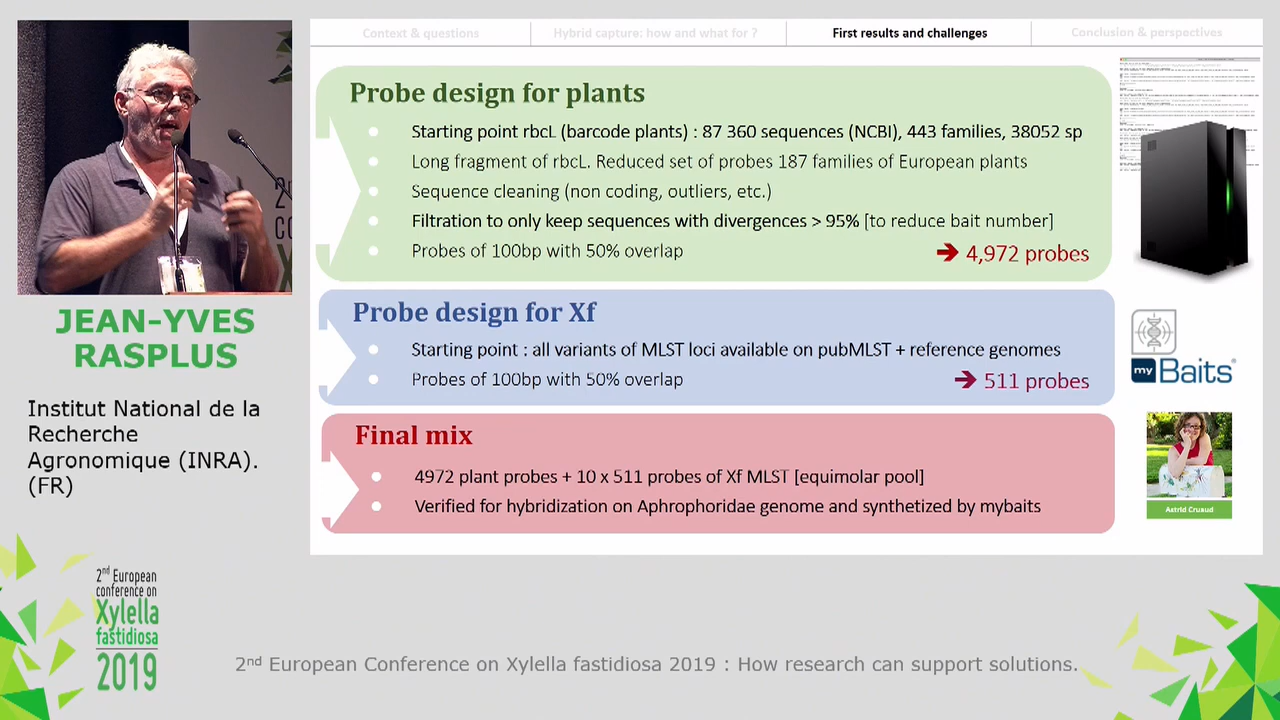 Context & questions
Hybrid capture: how and what for ?
First results and challenges
Conclusion & perspectives
Probe design for plants
Starting point rbcL (barcode plants) : 87 360 sequences (NCBI), 443 families, 38052 sp
Long fragment of rbcL. Reduced set of probes 187 families of European plants
Sequence cleaning (non coding, outliers, etc.)
Filtration to only keep sequences with divergences > 95% [to reduce bait number]
Probes of 100bp with 50% overlap
➔ 4,972 probes
Probe design for Xf
Starting point : all variants of MLST loci available on pubMLST + reference genomes
Probes of 100bp with 50% overlap
➔ 511 probes
my Baits®
Final mix
4972 plant probes + 10 x 511 probes of Xf MLST [equimolar pool]
Verified for hybridization on Aphrophoridae genome and synthetized by mybaits
Astrid Cruaud
JEAN-YVES
RASPLUS
Institut National de la
Recherche
Agronomique (INRA).
(FR)
2nd European
conference on
Xylella
fastidiosa
2019
2nd European Conference on Xylella fastidiosa 2019 : How research can support solutions.